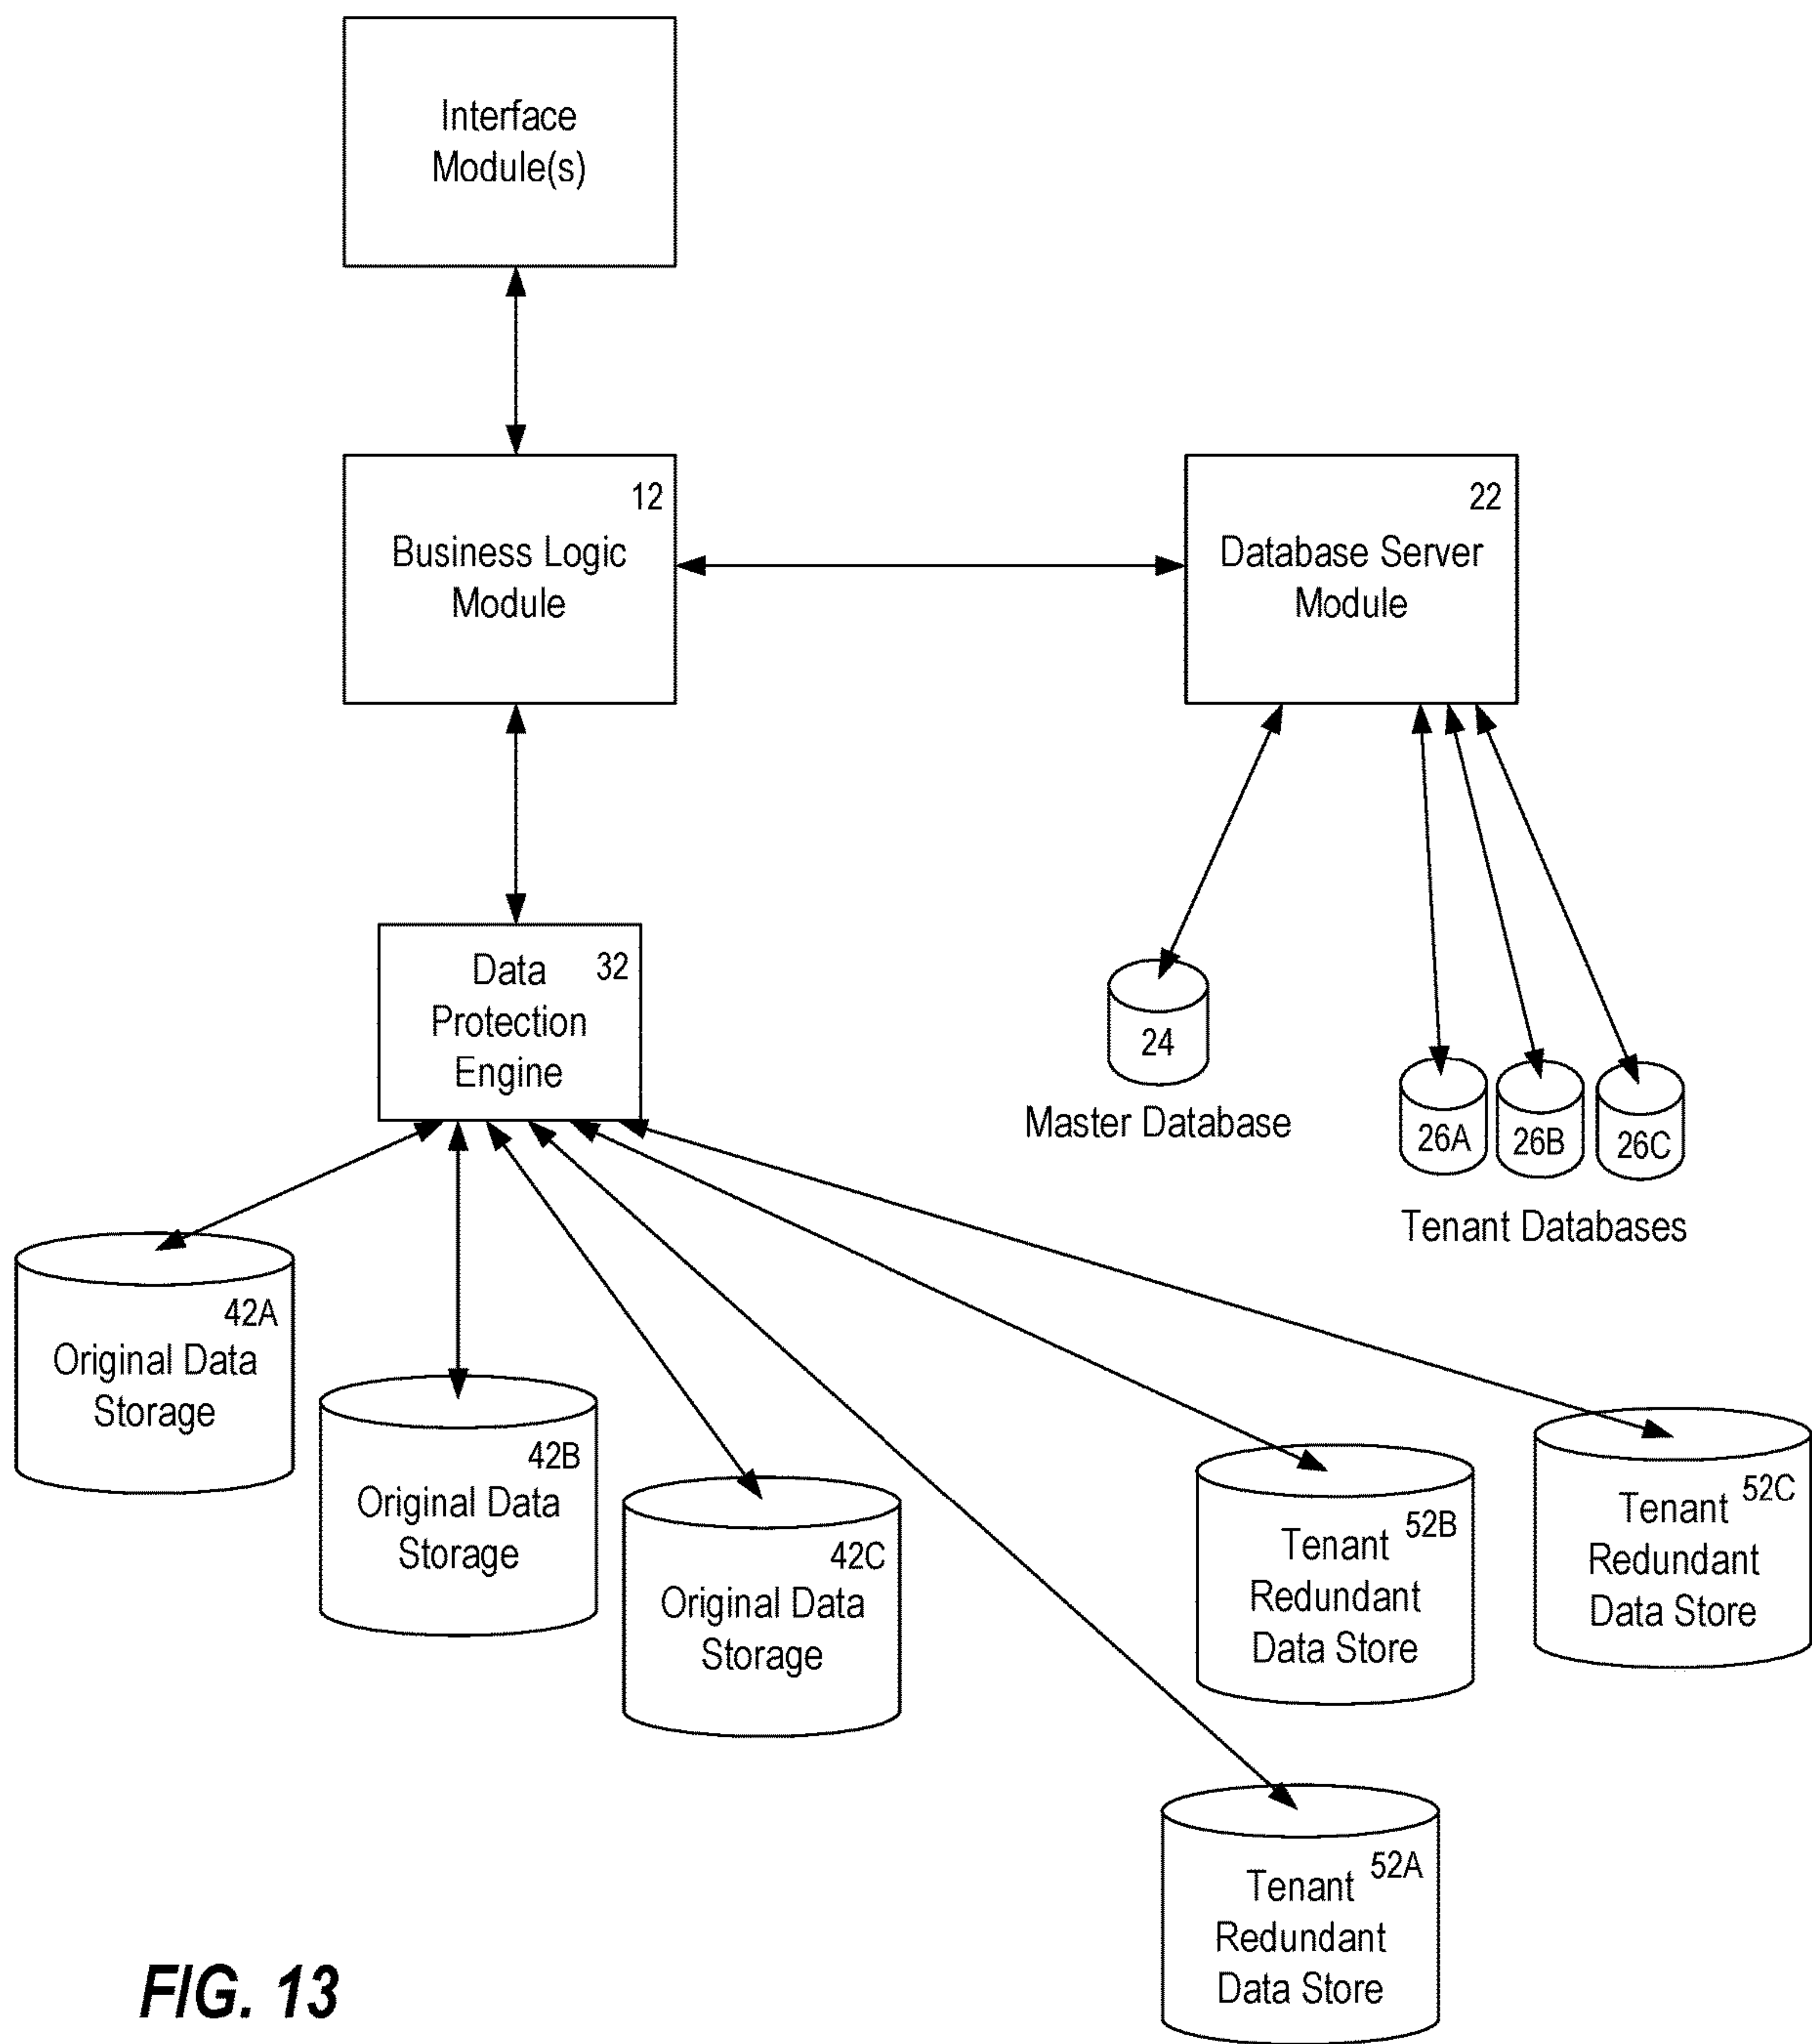 Interface
Module(s)
12
Business Logic
Module
22
Database Server
Module
32
Data
Protection
Engine
24
Master Database
26A
26B
26C
Tenant Databases
42A
Original Data
Storage
42B
Original Data
Storage
42C
Original Data
Storage
52B
Tenant
Redundant
Data Store
52C
Tenant
Redundant
Data Store
52A
Tenant
Redundant
Data Store
FIG. 13